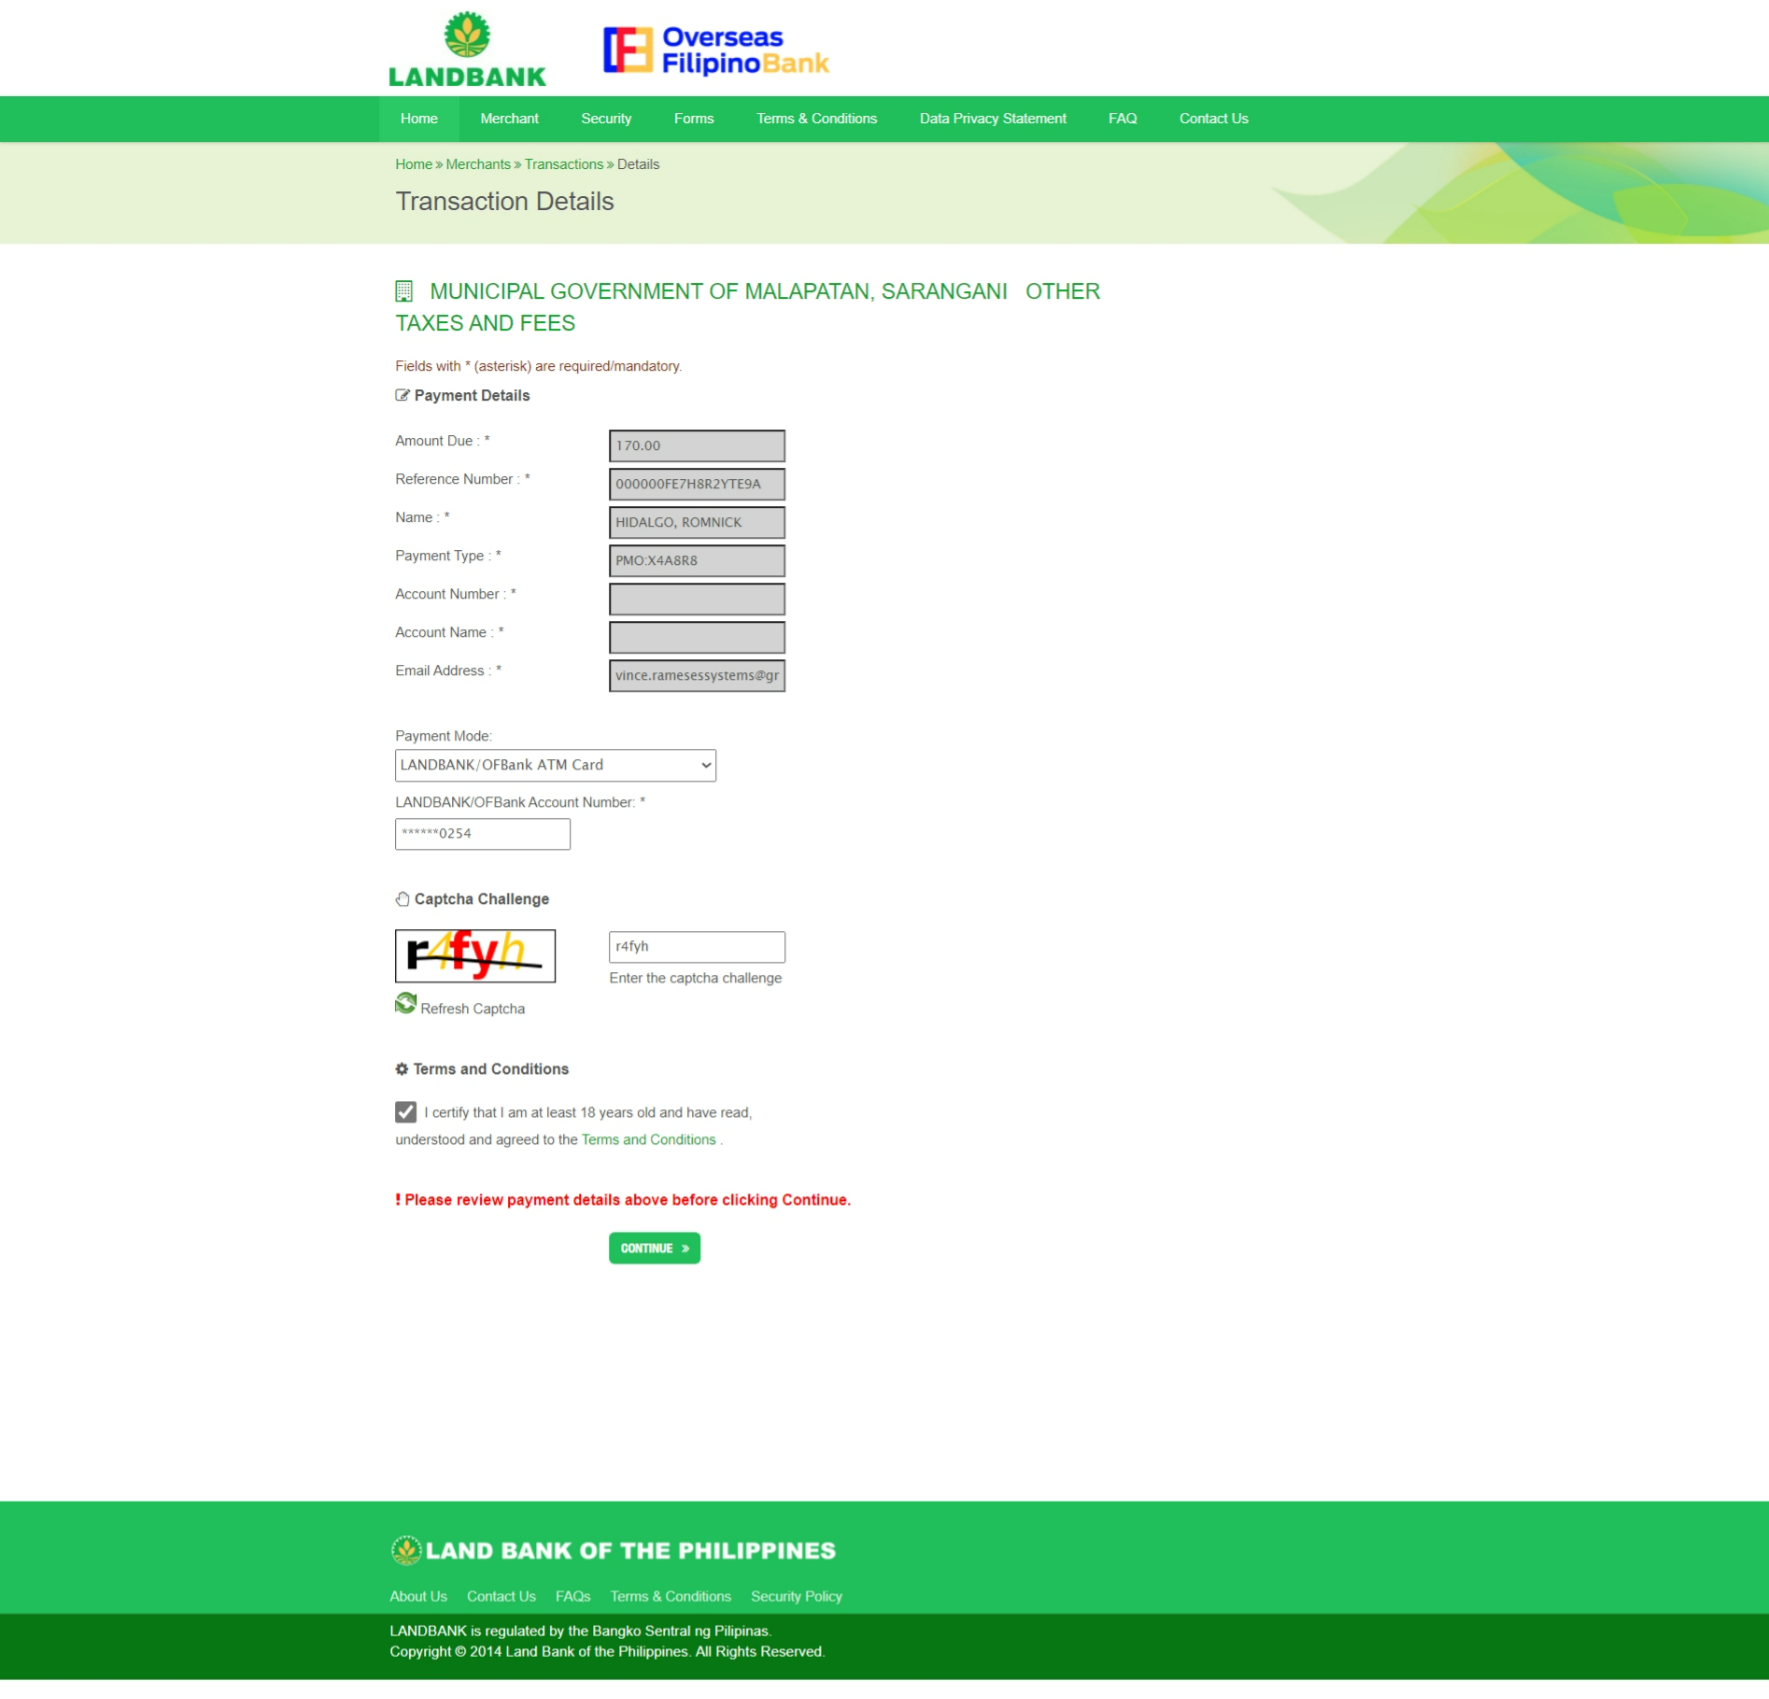 LANDBANK
Overseas
FilipinoBank
Home Merchant Security Forms Terms & Conditions Data Privacy Statement FAQ Contact Us
Home » Merchants » Transactions » Details
Transaction Details
MUNICIPAL GOVERNMENT OF MALAPATAN, SARANGANI OTHER
TAXES AND FEES
Fields with * (asterisk) are required/mandatory.
Payment Details
Amount Due : * 170.00
Reference Number : * 000000FE7H8R2YTE9A
Name : * HIDALGO, ROMNICK
Payment Type : * PMO:X4A8R8
Account Number : *
Account Name : *
Email Address : * vince.ramesessystems@gr
Payment Mode:
LANDBANK/OFBank ATM Card
LANDBANK/OFBank Account Number: *
******0254
Captcha Challenge
r4fyh r4fyh
Enter the captcha challenge
Refresh Captcha
Terms and Conditions
I certify that I am at least 18 years old and have read,
understood and agreed to the Terms and Conditions .
! Please review payment details above before clicking Continue.
CONTINUE »
LAND BANK OF THE PHILIPPINES
About Us Contact Us FAQs Terms & Conditions Security Policy
LANDBANK is regulated by the Bangko Sentral ng Pilipinas.
Copyright © 2014 Land Bank of the Philippines. All Rights Reserved.